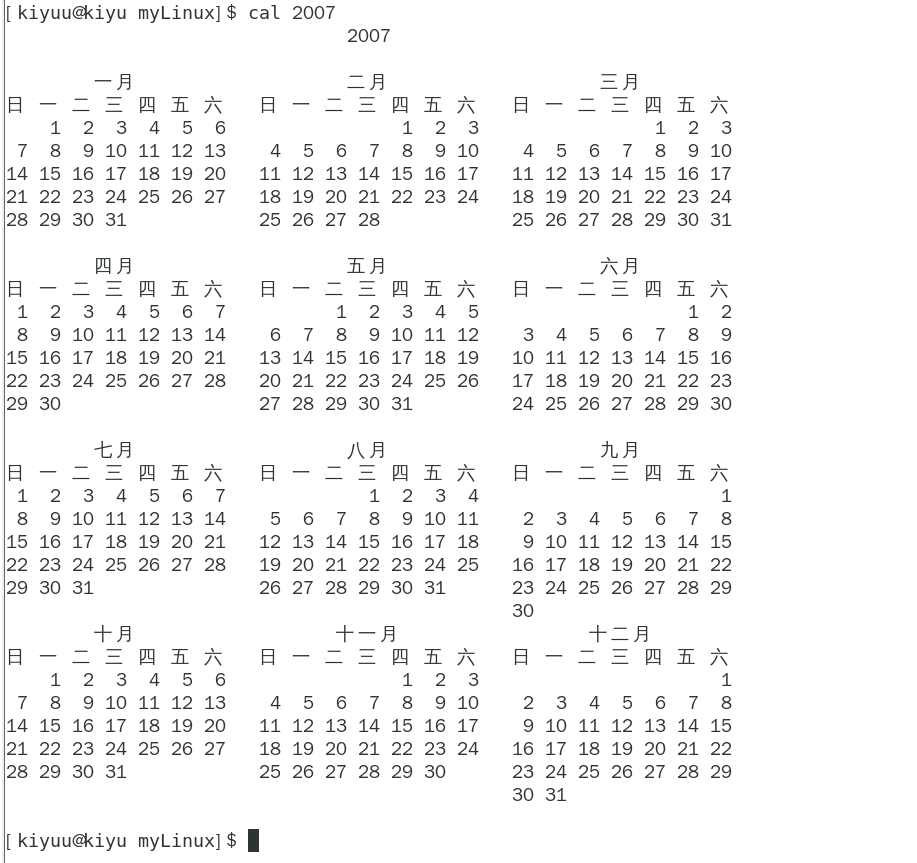 [kiyuu@kiyu myLinux]$ cal 2007
                               2007

        一月                   二月                   三月
日 一 二 三 四 五 六   日 一 二 三 四 五 六   日 一 二 三 四 五 六
    1  2  3  4  5  6                1  2  3                1  2  3
 7  8  9 10 11 12 13    4  5  6  7  8  9 10    4  5  6  7  8  9 10
14 15 16 17 18 19 20   11 12 13 14 15 16 17   11 12 13 14 15 16 17
21 22 23 24 25 26 27   18 19 20 21 22 23 24   18 19 20 21 22 23 24
28 29 30 31            25 26 27 28            25 26 27 28 29 30 31

        四月                   五月                   六月
日 一 二 三 四 五 六   日 一 二 三 四 五 六   日 一 二 三 四 五 六
 1  2  3  4  5  6  7          1  2  3  4  5                   1  2
 8  9 10 11 12 13 14    6  7  8  9 10 11 12    3  4  5  6  7  8  9
15 16 17 18 19 20 21   13 14 15 16 17 18 19   10 11 12 13 14 15 16
22 23 24 25 26 27 28   20 21 22 23 24 25 26   17 18 19 20 21 22 23
29 30                  27 28 29 30 31         24 25 26 27 28 29 30

        七月                   八月                   九月
日 一 二 三 四 五 六   日 一 二 三 四 五 六   日 一 二 三 四 五 六
 1  2  3  4  5  6  7             1  2  3  4                      1
 8  9 10 11 12 13 14    5  6  7  8  9 10 11    2  3  4  5  6  7  8
15 16 17 18 19 20 21   12 13 14 15 16 17 18    9 10 11 12 13 14 15
22 23 24 25 26 27 28   19 20 21 22 23 24 25   16 17 18 19 20 21 22
29 30 31               26 27 28 29 30 31      23 24 25 26 27 28 29
                                              30
        十月                  十一月                 十二月
日 一 二 三 四 五 六   日 一 二 三 四 五 六   日 一 二 三 四 五 六
    1  2  3  4  5  6                1  2  3                      1
 7  8  9 10 11 12 13    4  5  6  7  8  9 10    2  3  4  5  6  7  8
14 15 16 17 18 19 20   11 12 13 14 15 16 17    9 10 11 12 13 14 15
21 22 23 24 25 26 27   18 19 20 21 22 23 24   16 17 18 19 20 21 22
28 29 30 31            25 26 27 28 29 30      23 24 25 26 27 28 29
                                              30 31

[kiyuu@kiyu myLinux]$